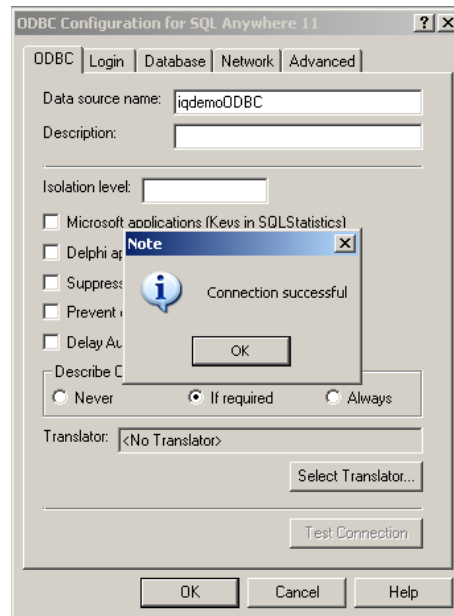 ODBC Configuration for SQL Anywhere 11
ODBC Login Database Network Advanced
Data source name: iqdemoODBC
Description:
Isolation level:
Microsoft applications (Keys in SQLStatistics)
Note
Delphi
Suppress
Connection successful
Prevent
Delay
OK
Describe
Never If required Always
Translator: <No Translator>
Select Translator...
Test Connection
OK Cancel Help